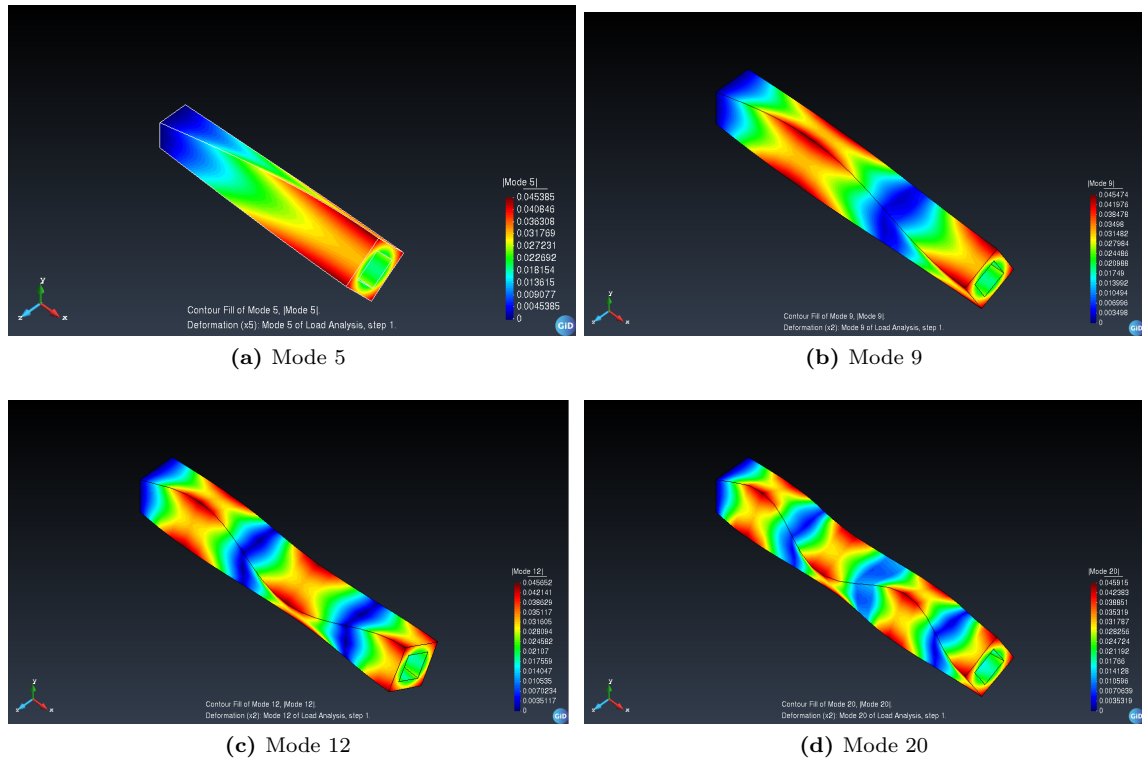 |Mode 5|
0.045385
0.040846
0.036308
0.031769
0.027231
0.022692
0.018154
0.013615
0.009077
0.0045385
0
y
z
x
Contour Fill of Mode 5, |Mode 5|.
Deformation (x5): Mode 5 of Load Analysis, step 1.
GiD
(a) Mode 5
|Mode 9|
0.045474
0.041976
0.038478
0.03498
0.031482
0.027984
0.024486
0.020988
0.01749
0.013992
0.010494
0.006996
0.003498
0
y
z
x
Contour Fill of Mode 9, |Mode 9|.
Deformation (x2): Mode 9 of Load Analysis, step 1.
GiD
(b) Mode 9
|Mode 12|
0.045652
0.042141
0.038629
0.035117
0.031605
0.028094
0.024582
0.02107
0.017559
0.014047
0.010535
0.0070234
0.0035117
0
y
z
x
Contour Fill of Mode 12, |Mode 12|.
Deformation (x2): Mode 12 of Load Analysis, step 1.
GiD
(c) Mode 12
|Mode 20|
0.045915
0.042383
0.038851
0.035319
0.031787
0.028256
0.024724
0.021192
0.01766
0.014128
0.010596
0.0070639
0.0035319
0
y
z
x
Contour Fill of Mode 20, |Mode 20|.
Deformation (x2): Mode 20 of Load Analysis, step 1.
GiD
(d) Mode 20